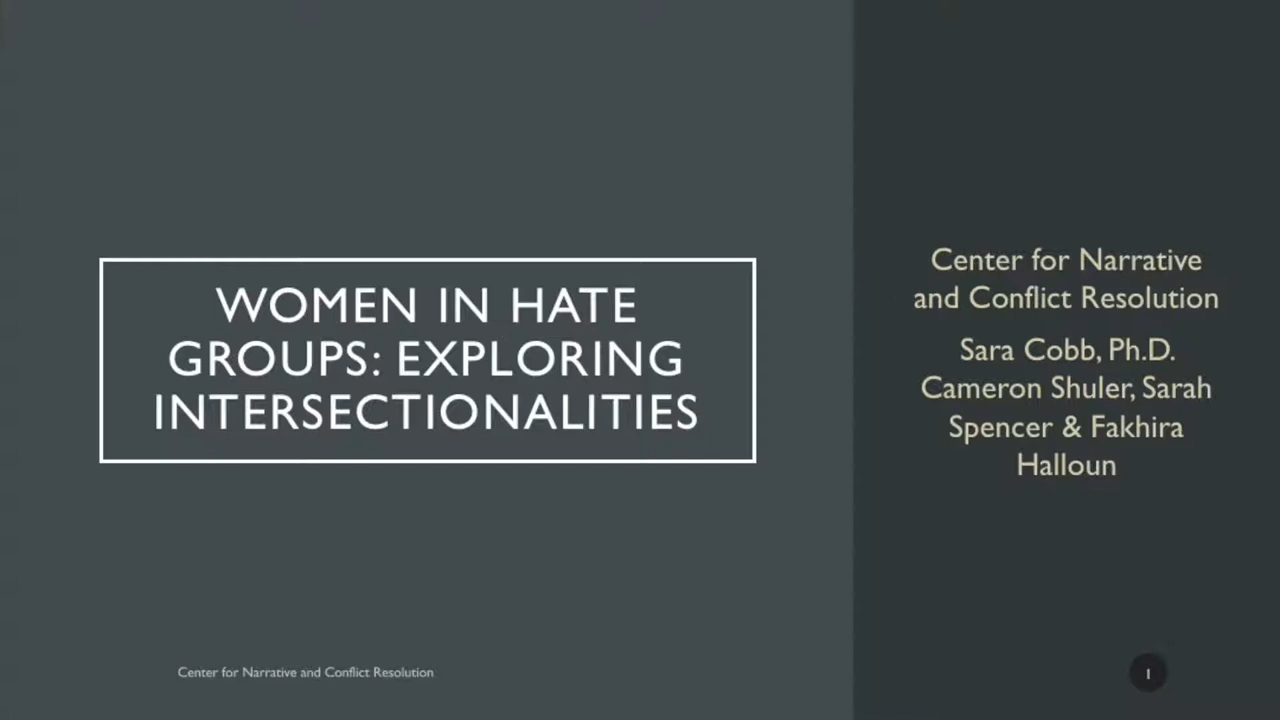 WOMEN IN HATE
GROUPS: EXPLORING
INTERSECTIONALITIES
Center for Narrative
and Conflict Resolution
Sara Cobb, Ph.D.
Cameron Shuler, Sarah
Spencer & Fakhira
Halloun
Center for Narrative and Conflict Resolution
1